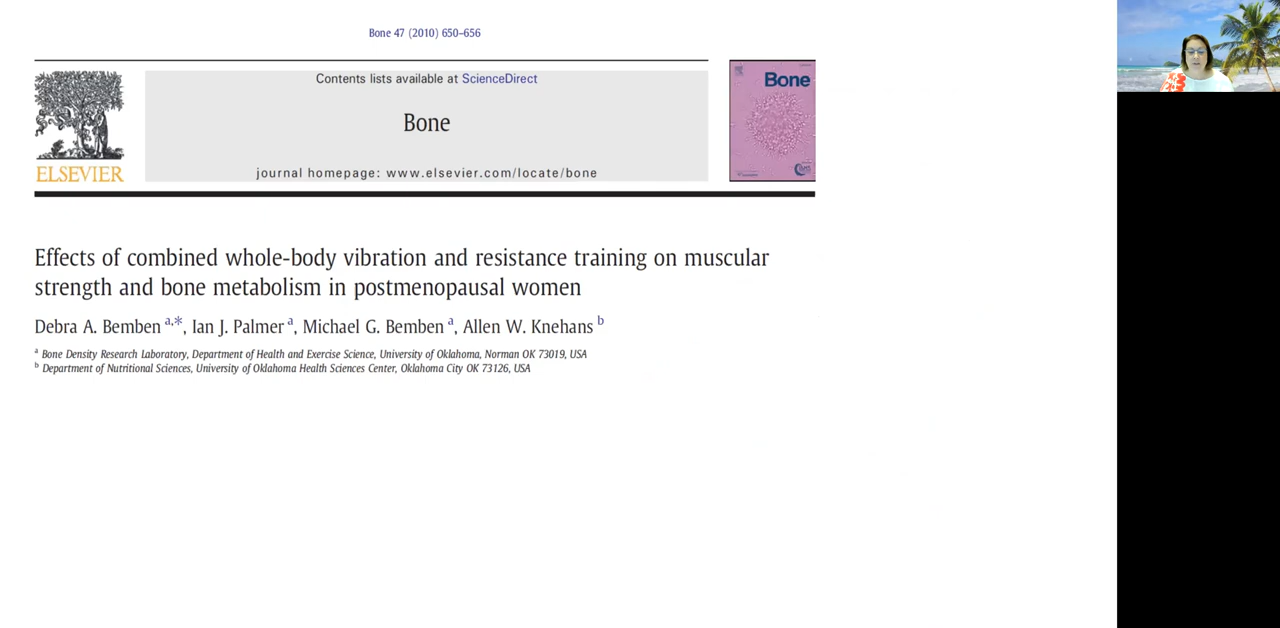 Bone 47 (2010) 650–656
Contents lists available at ScienceDirect
Bone
journal homepage: www.elsevier.com/locate/bone
ELSEVIER
Bone
Effects of combined whole-body vibration and resistance training on muscular
strength and bone metabolism in postmenopausal women
Debra A. Bemben a,*, Ian J. Palmer a, Michael G. Bemben a, Allen W. Knehans b
a Bone Density Research Laboratory, Department of Health and Exercise Science, University of Oklahoma, Norman OK 73019, USA
b Department of Nutritional Sciences, University of Oklahoma Health Sciences Center, Oklahoma City OK 73126, USA